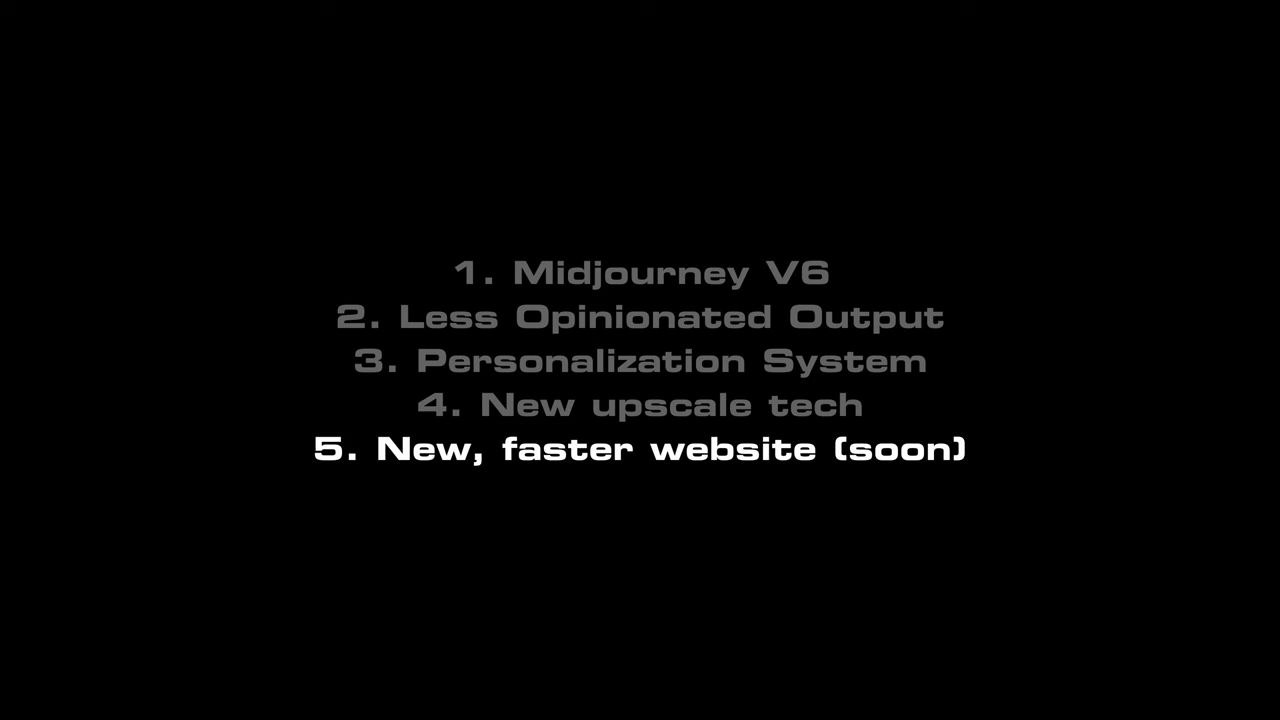 1. Midjourney V6
2. Less Opinionated Output
3. Personalization System
4. New upscale tech
5. New, faster website (soon)